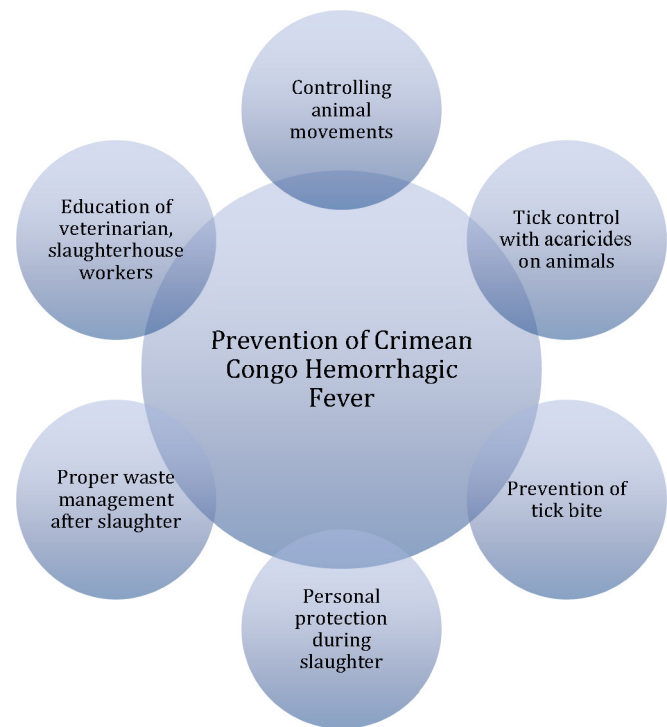 Controlling
animal
movements
Education of
veterinarian,
slaughterhouse
workers
Tick control
with acaricides
on animals
Prevention of Crimean
Congo Hemorrhagic
Fever
Proper waste
management
after slaughter
Prevention of
tick bite
Personal
protection
during
slaughter